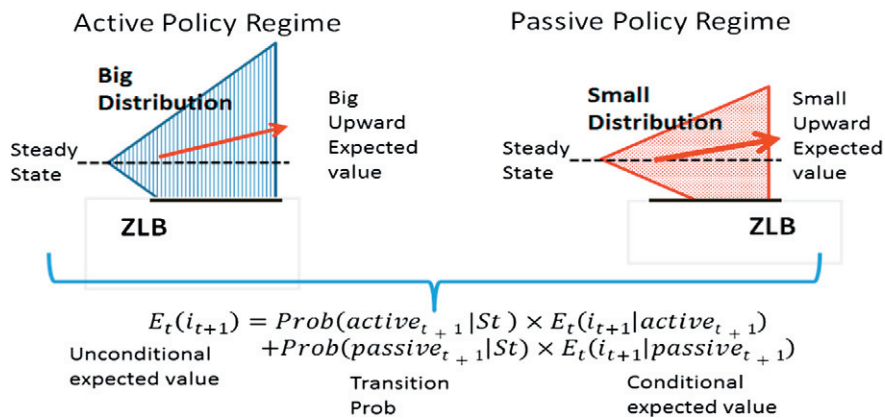 Active Policy Regime
Big
Distribution
Big
Upward
Expected
value
Steady
State
ZLB
Passive Policy Regime
Small
Distribution
Small
Upward
Expected
value
Steady
State
ZLB
E_t(i_{t+1}) = Prob(active_{t+1}|St) × E_t(i_{t+1}|active_{t+1})
+Prob(passive_{t+1}|St) × E_t(i_{t+1}|passive_{t+1})
Unconditional
expected value
Transition
Prob
Conditional
expected value